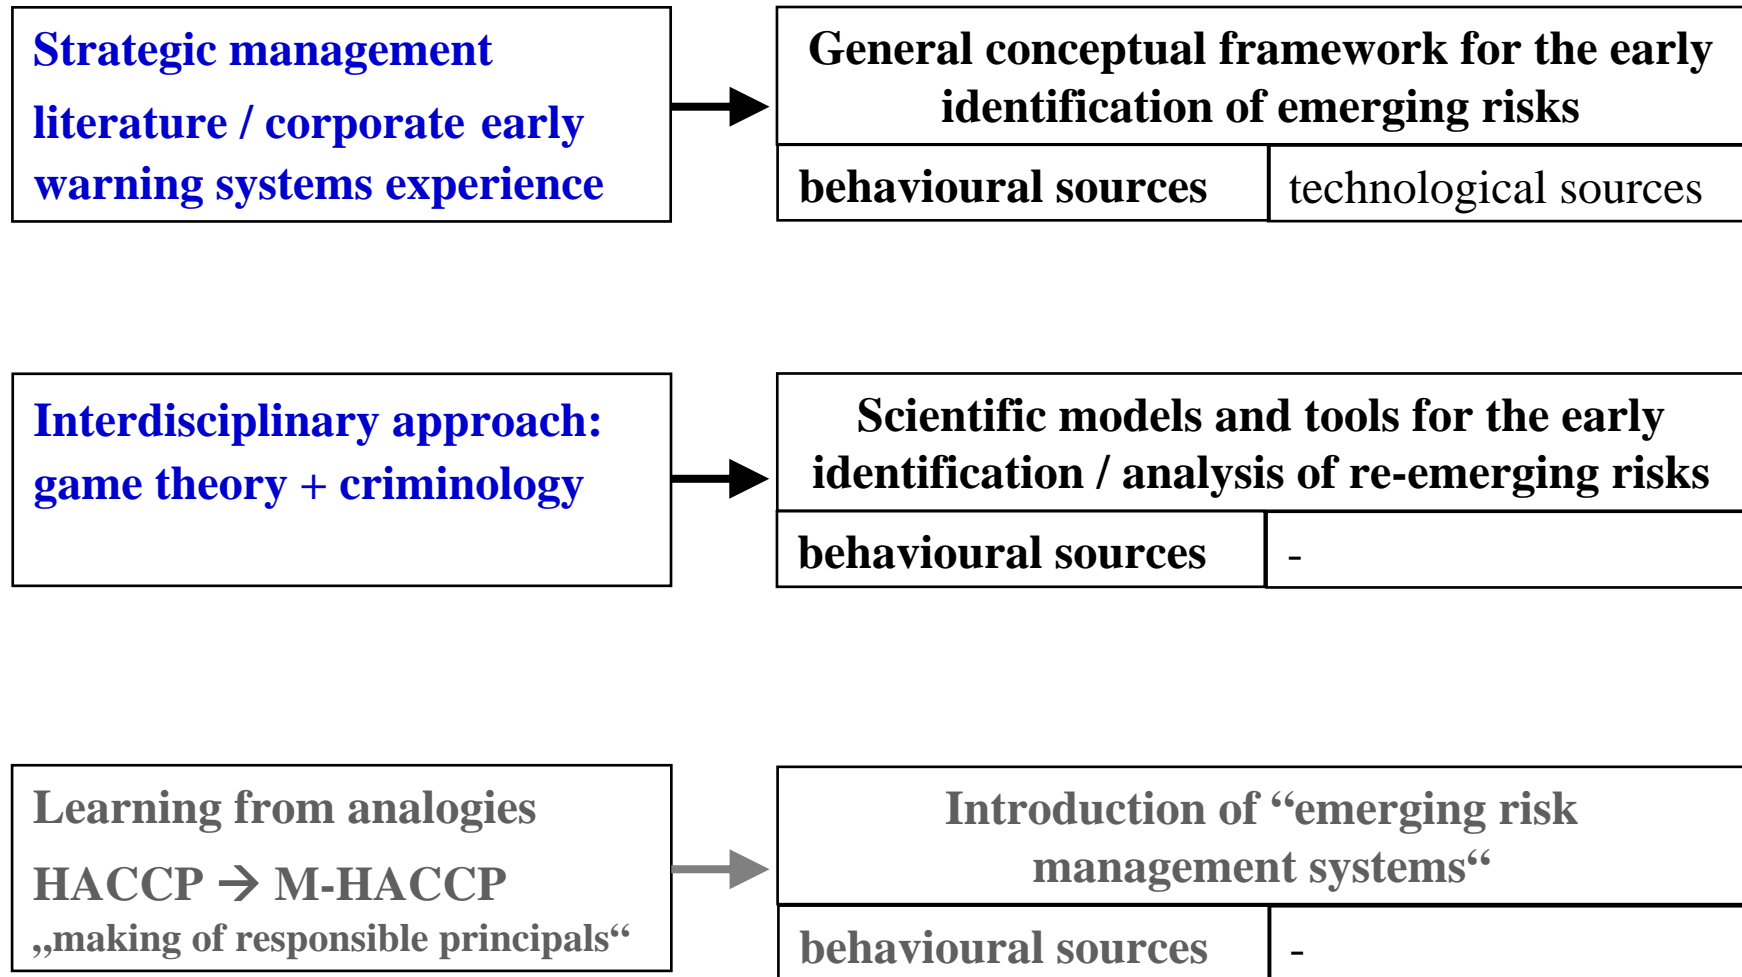 Strategic management
literature / corporate early
warning systems experience
General conceptual framework for the early
identification of emerging risks
behavioural sources
technological sources
Interdisciplinary approach:
game theory + criminology
Scientific models and tools for the early
identification / analysis of re-emerging risks
behavioural sources
-
Learning from analogies
HACCP → M-HACCP
„making of responsible principals“
Introduction of “emerging risk
management systems“
behavioural sources
-